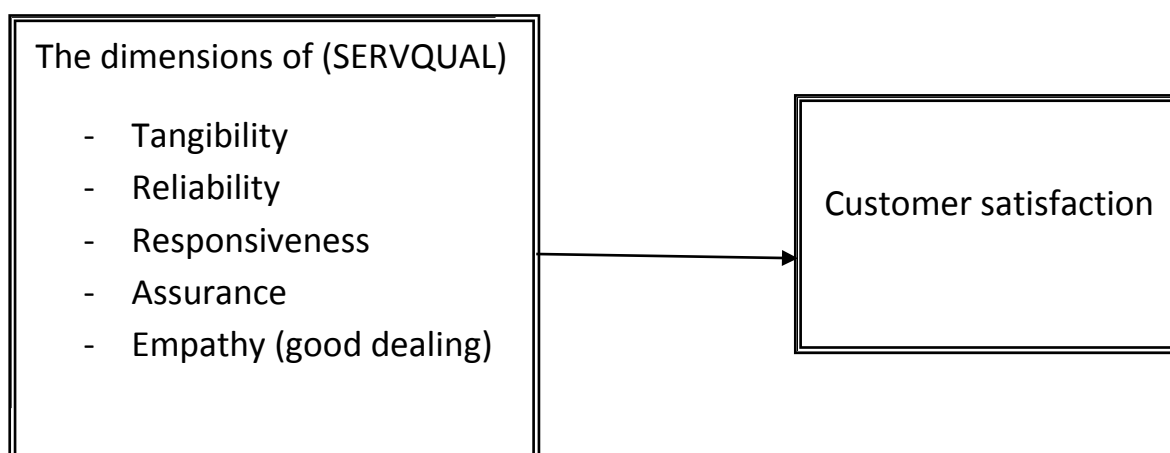 The dimensions of (SERVQUAL)
- Tangibility
- Reliability
- Responsiveness
- Assurance
- Empathy (good dealing)
Customer satisfaction